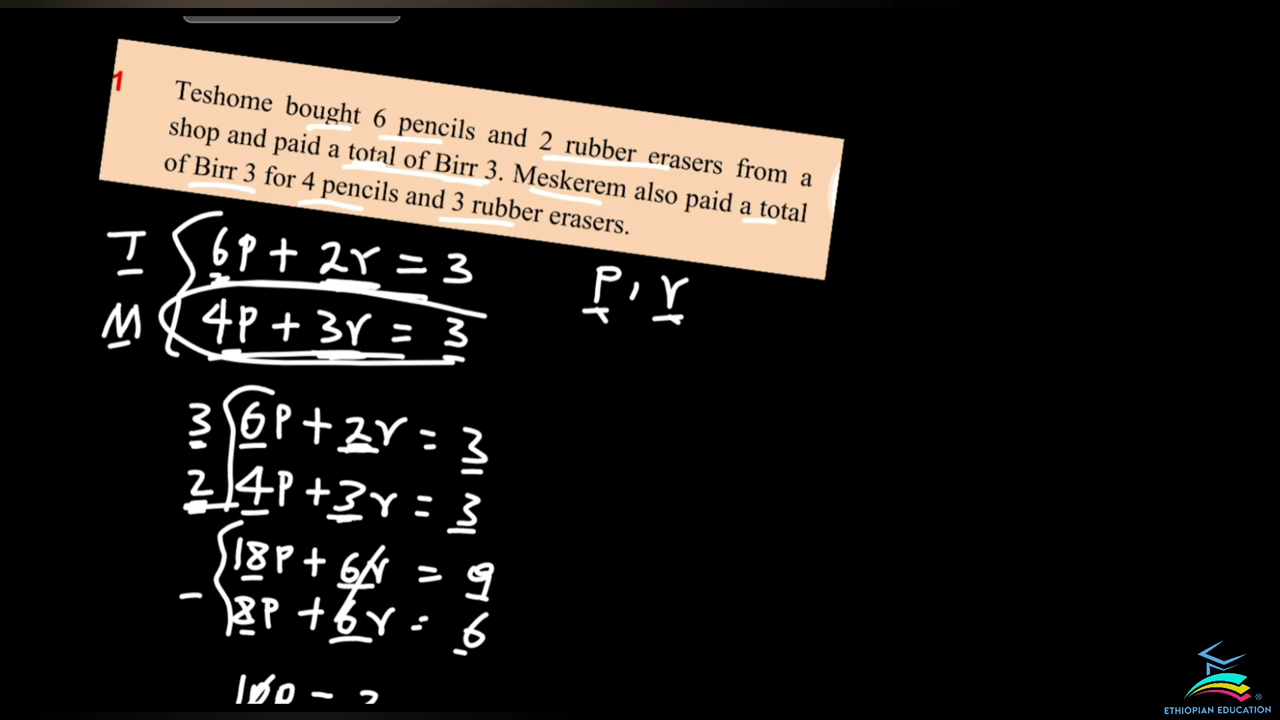 1
Teshome bought 6 pencils and 2 rubber erasers from a
shop and paid a total of Birr 3. Meskerem also paid a total
of Birr 3 for 4 pencils and 3 rubber erasers.
T 6p + 2r = 3
M 4p + 3r = 3
p, r
3 6p + 2r = 3
2 4p + 3r = 3
18p + 6r = 9
- 8p + 6r = 6
ETHIOPIAN EDUCATION